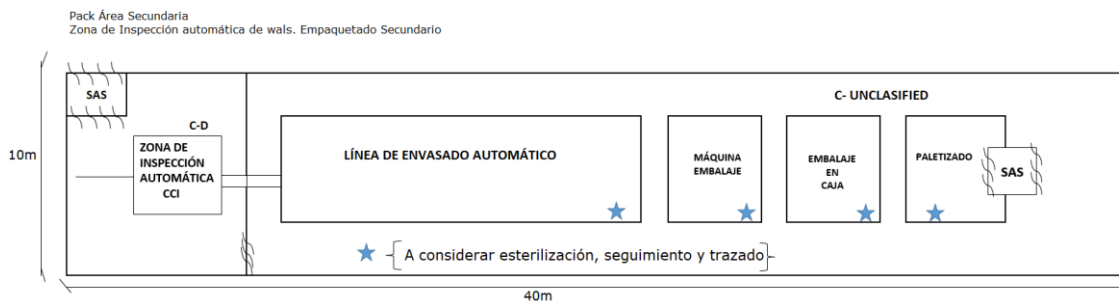 Pack Área Secundaria
Zona de Inspección automática de wals. Empaquetado Secundario
SAS
C- UNCLASIFIED
C-D
10m
ZONA DE
INSPECCIÓN
AUTOMÁTICA
CCI
LÍNEA DE ENVASADO AUTOMÁTICO
MÁQUINA
EMBALAJE
EMBALAJE
EN
CAJA
PALETIZADO
SAS
A considerar esterilización, seguimiento y trazado
40m